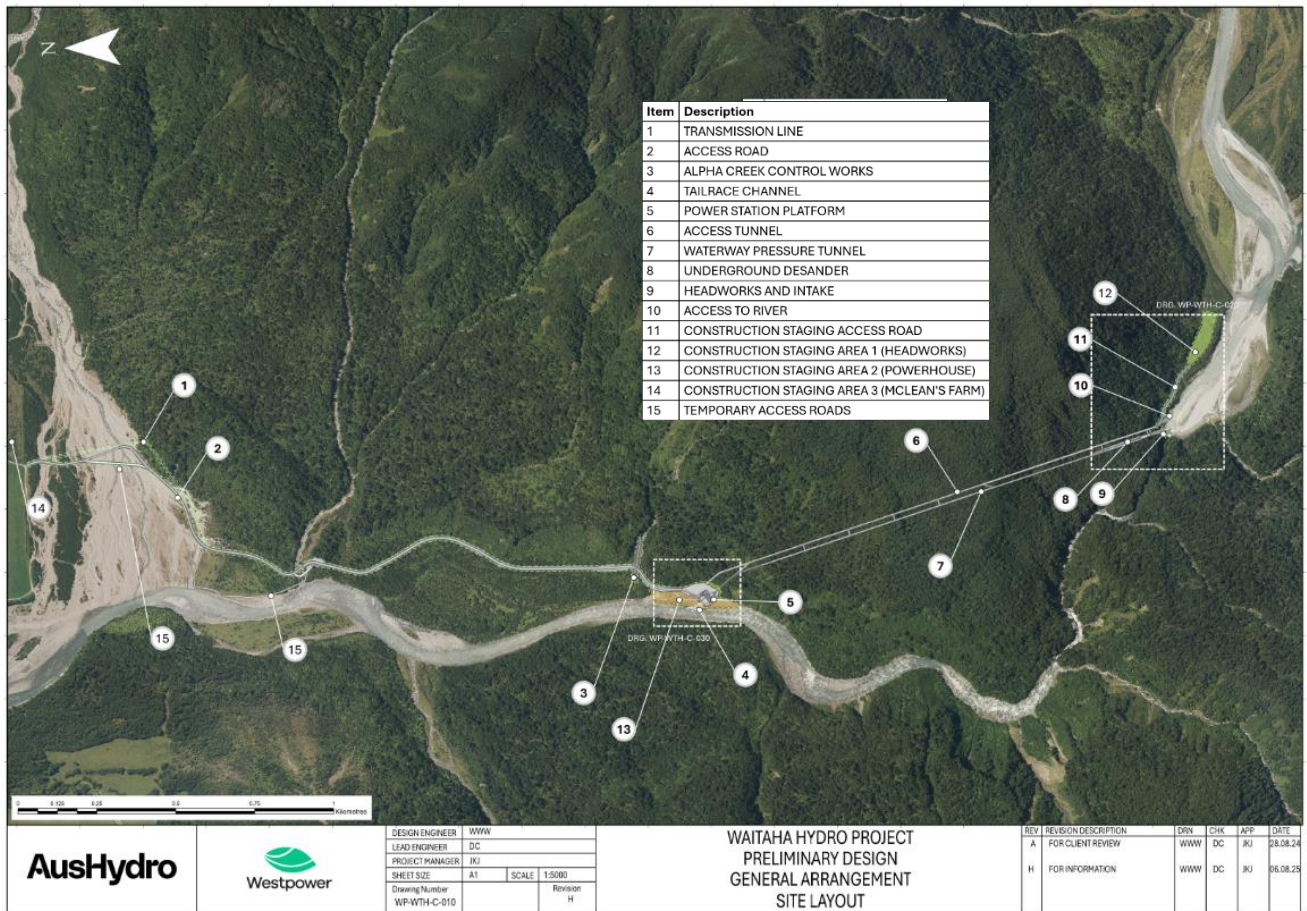 N
Item Description
1 TRANSMISSION LINE
2 ACCESS ROAD
3 ALPHA CREEK CONTROL WORKS
4 TAILRACE CHANNEL
5 POWER STATION PLATFORM
6 ACCESS TUNNEL
7 WATERWAY PRESSURE TUNNEL
8 UNDERGROUND DESANDER
9 HEADWORKS AND INTAKE
10 ACCESS TO RIVER
11 CONSTRUCTION STAGING ACCESS ROAD
12 CONSTRUCTION STAGING AREA 1 (HEADWORKS)
13 CONSTRUCTION STAGING AREA 2 (POWERHOUSE)
14 CONSTRUCTION STAGING AREA 3 (MCLEAN'S FARM)
15 TEMPORARY ACCESS ROADS
12
DRG. WP-WTH-C-02
11
10
1
2
6
8
9
14
7
5
15
15
DRG. WP-WTH-C-030
4
3
13
0 0.125 0.25 0.5 0.75 1
Kilometres
AusHydro
Westpower
DESIGN ENGINEER WWW
LEAD ENGINEER DC
PROJECT MANAGER JKJ
SHEET SIZE A1 SCALE 1:5000
Drawing Number
WP-WTH-C-010
Revision
H
WAITAHA HYDRO PROJECT
PRELIMINARY DESIGN
GENERAL ARRANGEMENT
SITE LAYOUT
REV REVISION DESCRIPTION DRN CHK APP DATE
A FOR CLIENT REVIEW WWW DC JKJ 28.08.24
H FOR INFORMATION WWW DC JKJ 06.08.25